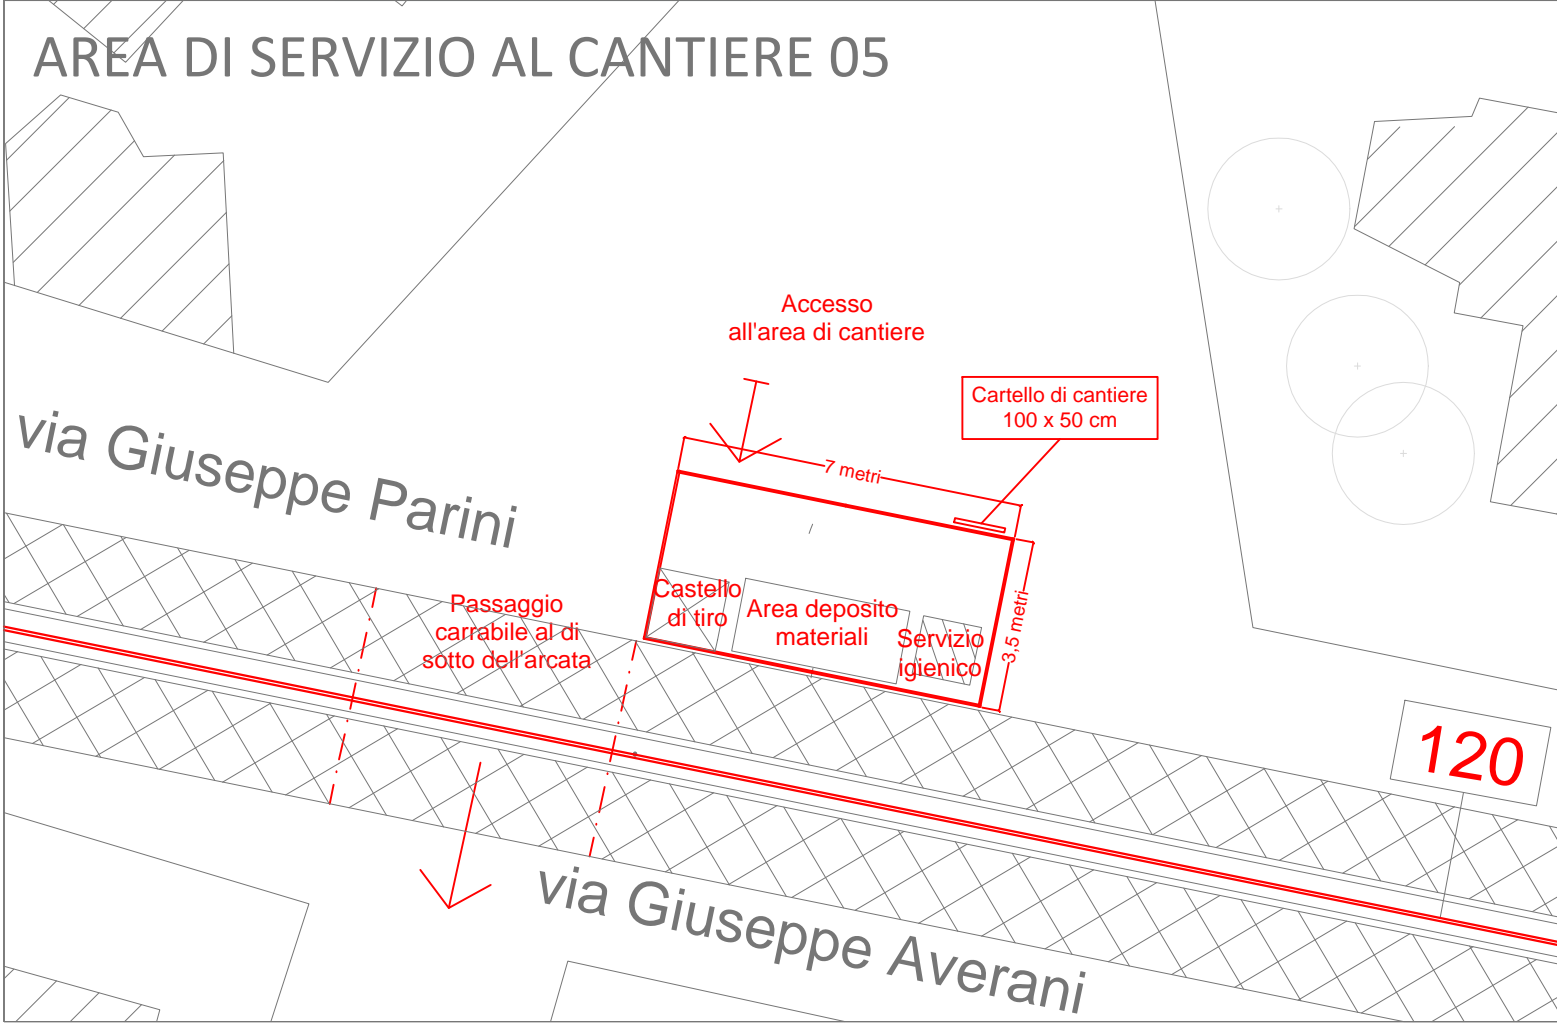 AREA DI SERVIZIO AL CANTIERE 05
Accesso
all'area di cantiere
Cartello di cantiere
100 x 50 cm
via Giuseppe Parini
7 metri
3,5 metri
Castello
di tiro
Area deposito
materiali
Servizio
igienico
Passaggio
carrabile al di
sotto dell'arcata
120
via Giuseppe Averani